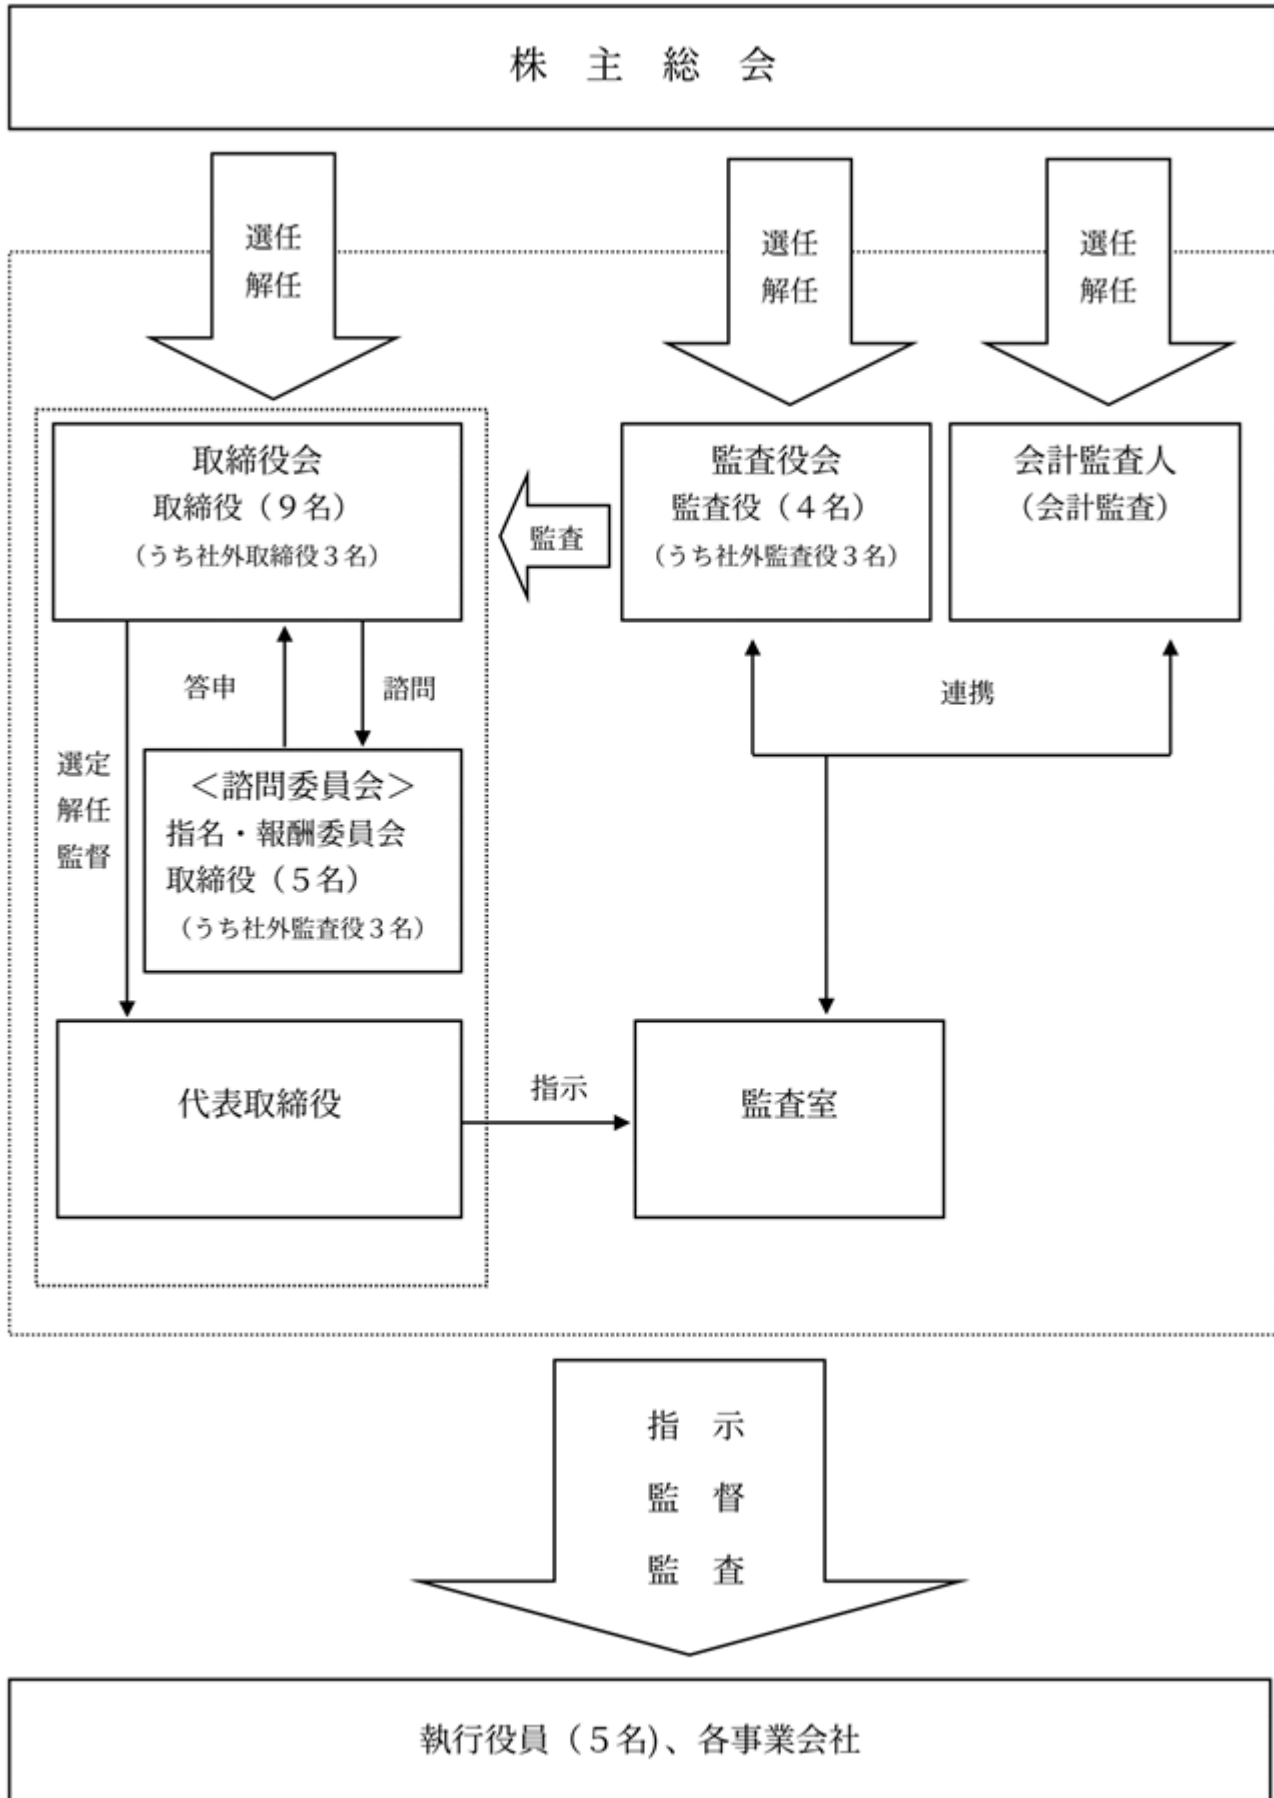 株　主　総　会
選任
解任
選任
解任
選任
解任
取締役会
取締役（９名）
（うち社外取締役３名）
監査
監査役会
監査役（４名）
（うち社外監査役３名）
会計監査人
（会計監査）
答申
諮問
連携
選定
解任
監督
＜諮問委員会＞
指名・報酬委員会
取締役（５名）
（うち社外監査役３名）
代表取締役
指示
監査室
指　示
監　督
監　査
執行役員（５名)、各事業会社